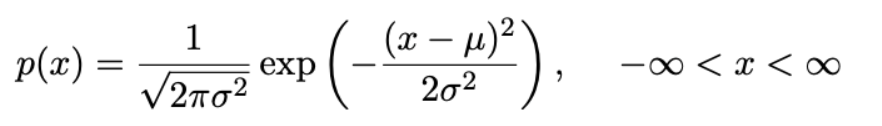 p(x) = \frac{1}{\sqrt{2\pi\sigma^2}} \exp\left(-\frac{(x-\mu)^2}{2\sigma^2}\right), \quad -\infty < x < \infty